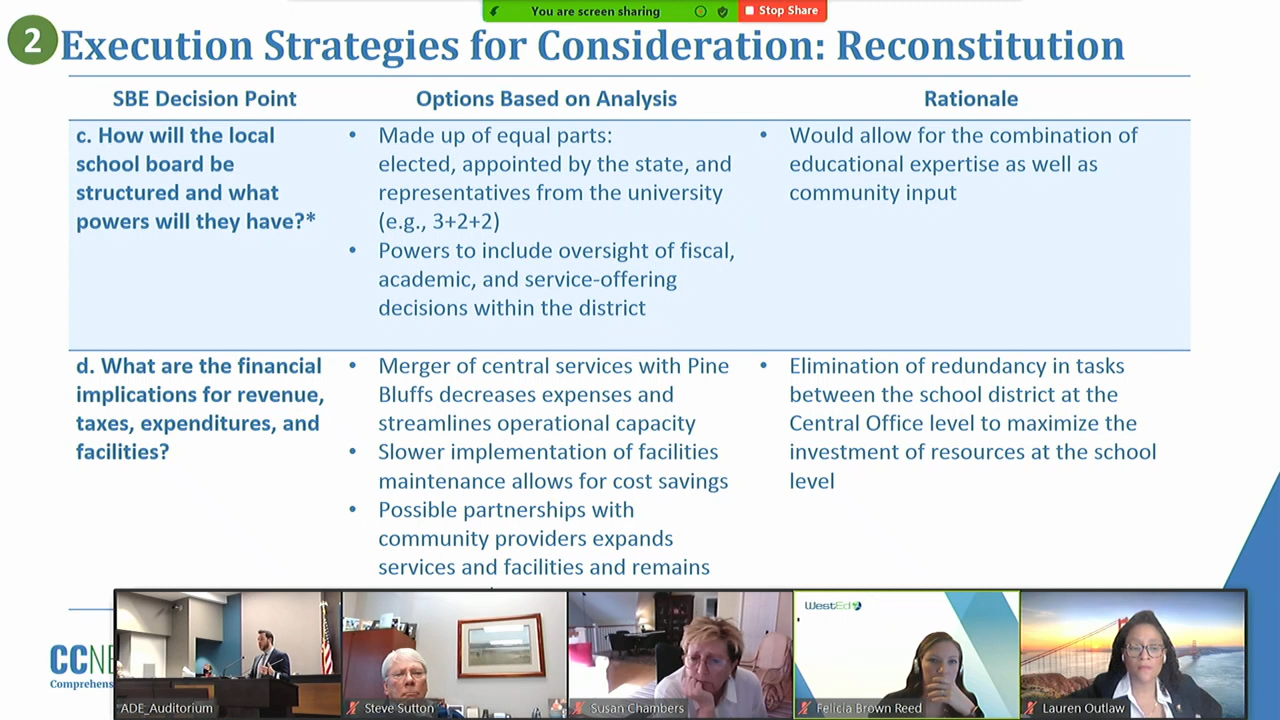 You are screen sharing
Stop Share
2
Execution Strategies for Consideration: Reconstitution
SBE Decision Point
Options Based on Analysis
Rationale
c. How will the local
school board be
structured and what
powers will they have?*
• Made up of equal parts:
elected, appointed by the state, and
representatives from the university
(e.g., 3+2+2)
• Powers to include oversight of fiscal,
academic, and service-offering
decisions within the district
• Would allow for the combination of
educational expertise as well as
community input
d. What are the financial
implications for revenue,
taxes, expenditures, and
facilities?
• Merger of central services with Pine
Bluffs decreases expenses and
streamlines operational capacity
• Slower implementation of facilities
maintenance allows for cost savings
• Possible partnerships with
community providers expands
services and facilities and remains
• Elimination of redundancy in tasks
between the school district at the
Central Office level to maximize the
investment of resources at the school
level
CCNE
Comprehens
ADE_Auditorium
Steve Sutton
Susan Chambers
WestEd
Felicia Brown Reed
Lauren Outlaw